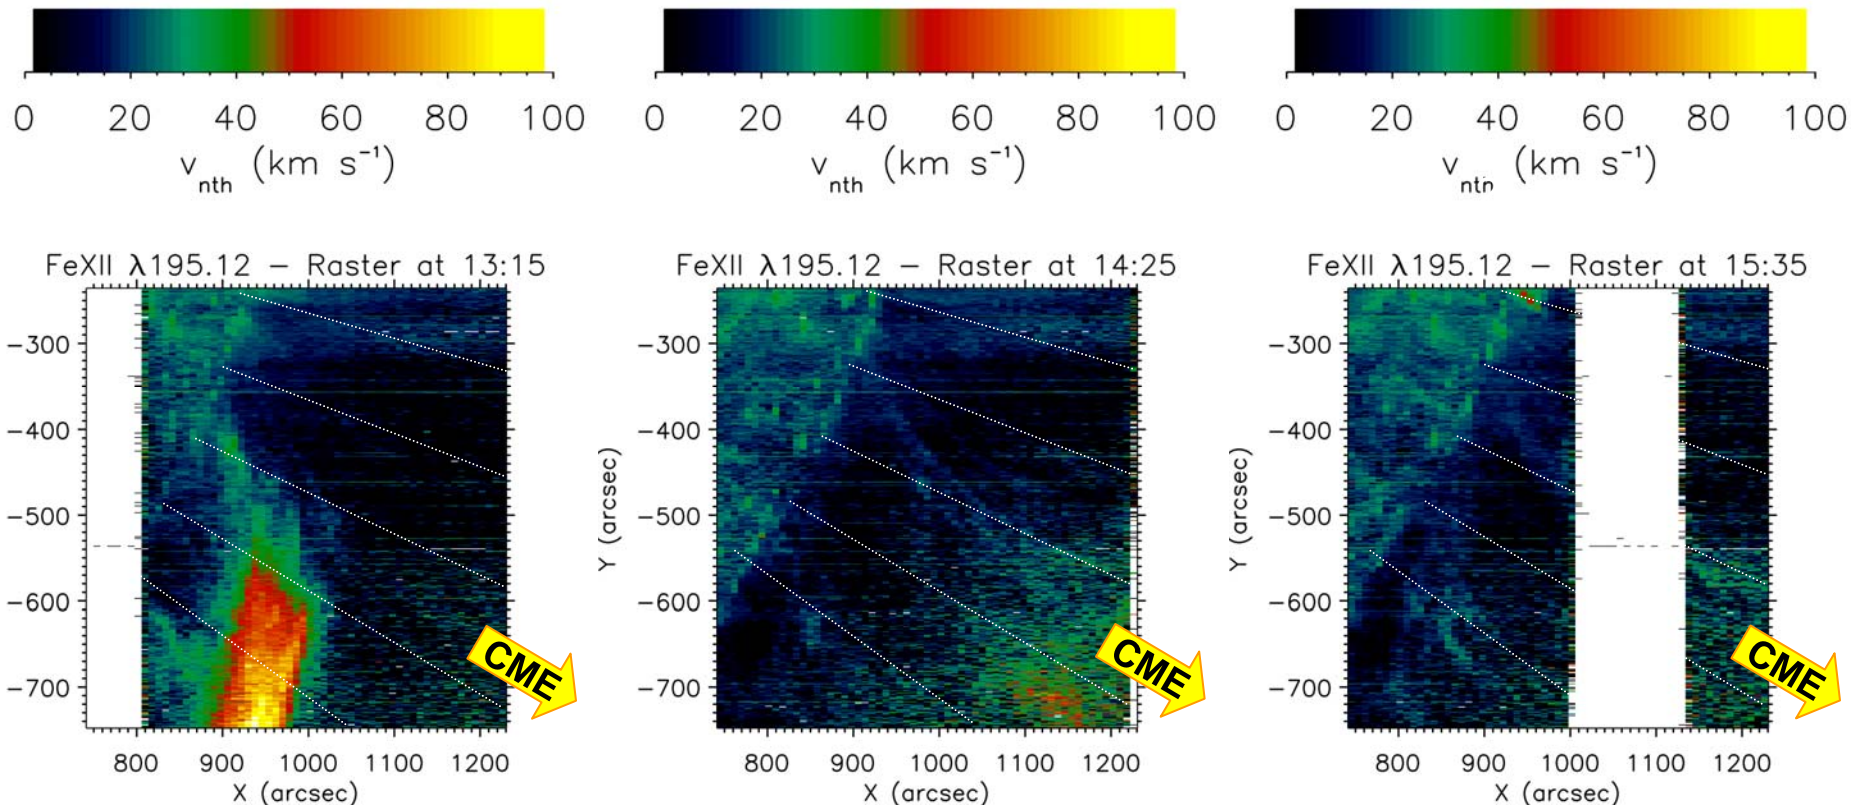 0 20 40 60 80 100
v_nth (km s⁻¹)
0 20 40 60 80 100
v_nth (km s⁻¹)
0 20 40 60 80 100
v_nth (km s⁻¹)
FeXII λ195.12 – Raster at 13:15
-300
-400
-500
-600
-700
CME
800 900 1000 1100 1200
X (arcsec)
FeXII λ195.12 – Raster at 14:25
Y (arcsec)
-300
-400
-500
-600
-700
CME
800 900 1000 1100 1200
X (arcsec)
FeXII λ195.12 – Raster at 15:35
Y (arcsec)
-300
-400
-500
-600
-700
CME
800 900 1000 1100 1200
X (arcsec)